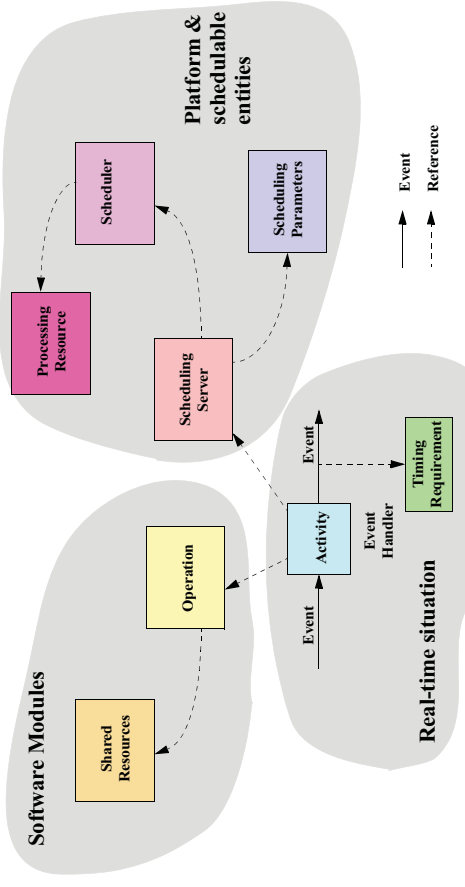 Software Modules
Platform &
schedulable
entities
Shared
Resources
Operation
Processing
Resource
Scheduler
Scheduling
Server
Scheduling
Parameters
Event
Activity
Event
Event
Handler
Timing
Requirement
Real-time situation
Event
Reference